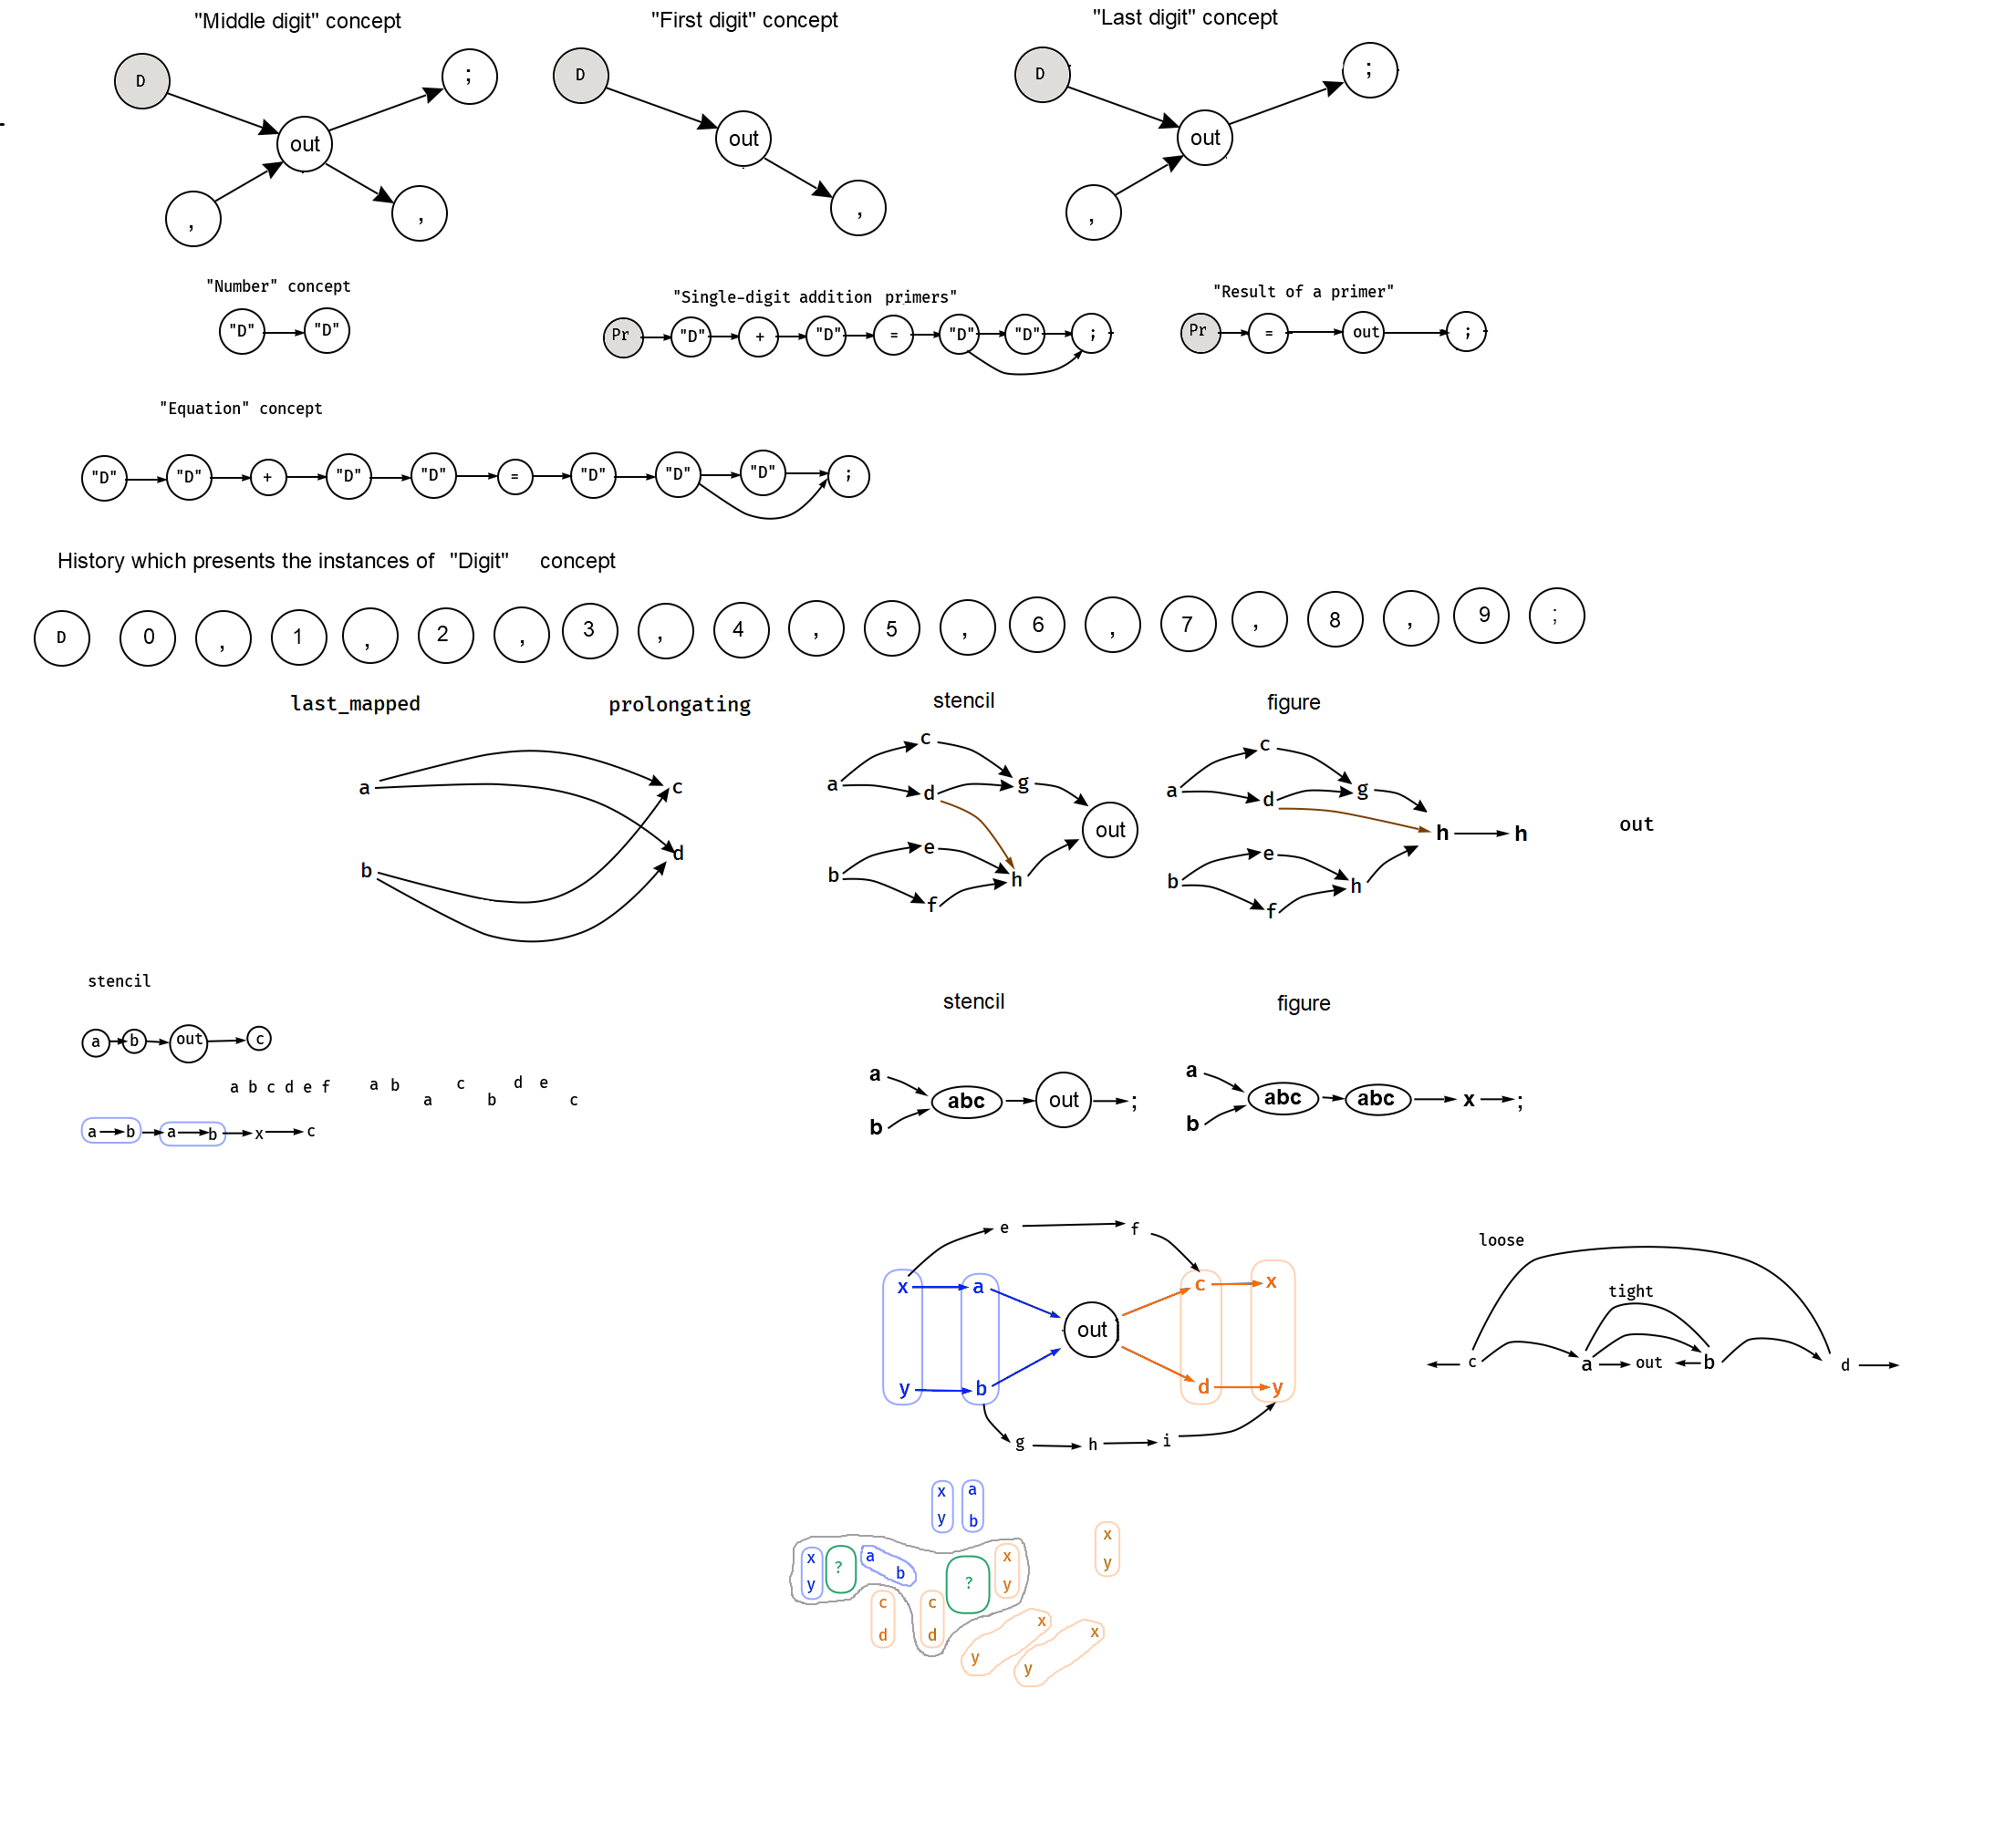 "Middle digit" concept
"First digit" concept
"Last digit" concept
D
;
out
,
,
D
out
,
D
;
out
,
"Number" concept
"D" "D"
"Single-digit addition primers"
Pr "D" + "D" = "D" "D" ;
"Result of a primer"
Pr = out ;
"Equation" concept
"D" "D" + "D" "D" = "D" "D" "D" ;
History which presents the instances of "Digit" concept
D 0 , 1 , 2 , 3 , 4 , 5 , 6 , 7 , 8 , 9 ;
last_mapped
prolongating
a
c
b
d
stencil
c
a
d
g
out
b
e
h
f
figure
c
a
d
g
h
h
b
e
h
f
out
stencil
a b out c
a b c d e f
a b
a
c
b
d e
c
a b a b x c
stencil
a
abc out ;
b
figure
a
abc abc x ;
b
e f
x a c x
out
y b d y
g h i
loose
tight
c a out b d
x a
y b
x
y
?
a
b
x
y
?
c
d
c
d
x
y
x
y
x
y